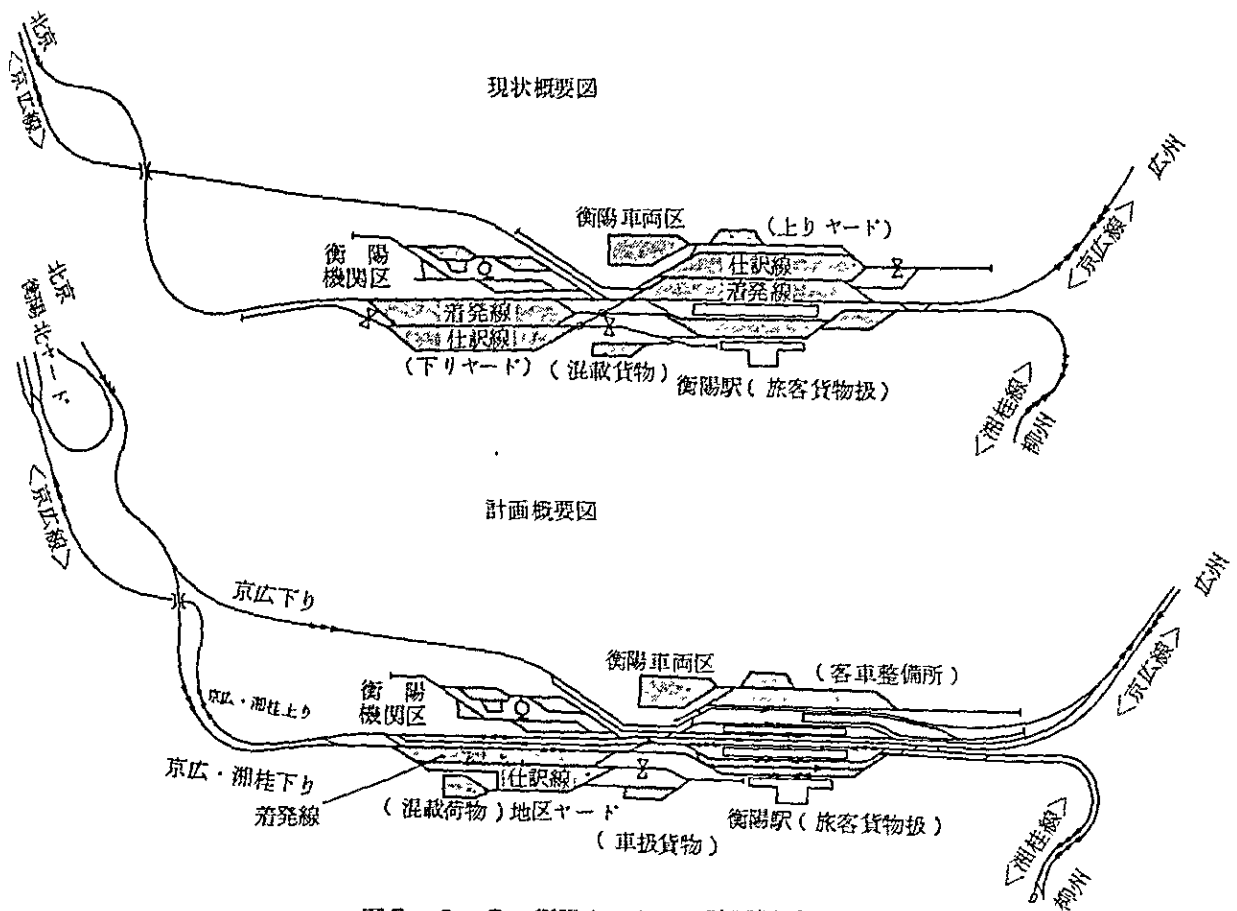 現状概要図
北京
〈京広線〉
衡陽車両区
(上りヤード)
衡陽
機関区
仕訳線
着発線
着発線
仕訳線
(下りヤード)
(混載貨物)
衡陽駅(旅客貨物扱)
広州
〈京広線〉
〈湘桂線〉
柳州
計画概要図
北京
衡陽北ヤード
〈京広線〉
京広下り
京広・湘桂上り
京広・湘桂下り
着発線
衡陽
機関区
衡陽車両区
(客車整備所)
仕訳線
(混載荷物)地区ヤード
(車扱貨物)
衡陽駅(旅客貨物扱)
広州
〈京広線〉
〈湘桂線〉
柳州